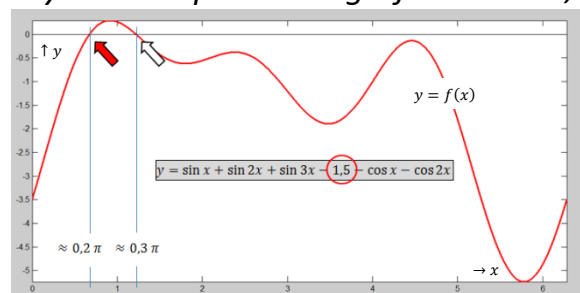 0
↑ y
-0.5
-1
y = f(x)
-1.5
-2
-2.5
y = sin x + sin 2x + sin 3x − 1,5 − cos x − cos 2x
-3
-3.5
-4
-4.5
≈ 0,2 π ≈ 0,3 π
-5
→ x
0 1 2 3 4 5 6